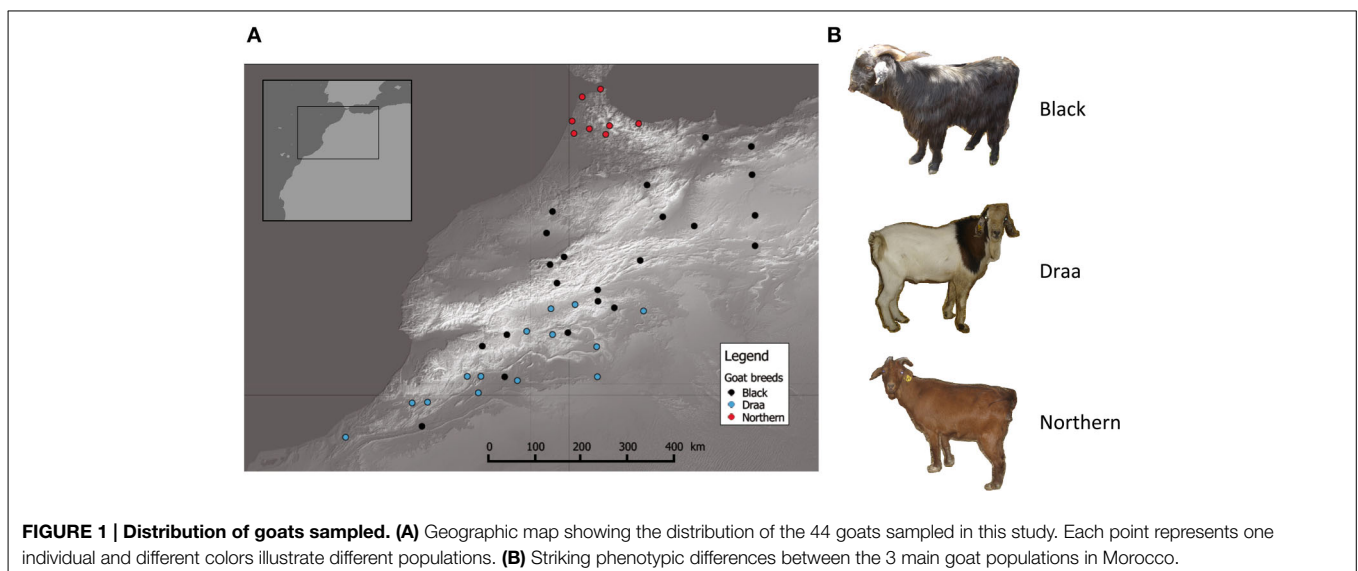 A
B
Black
Draa
Northern
Legend
Goat breeds
Black
Draa
Northern
0 100 200 300 400 km
FIGURE 1 | Distribution of goats sampled. (A) Geographic map showing the distribution of the 44 goats sampled in this study. Each point represents one
individual and different colors illustrate different populations. (B) Striking phenotypic differences between the 3 main goat populations in Morocco.